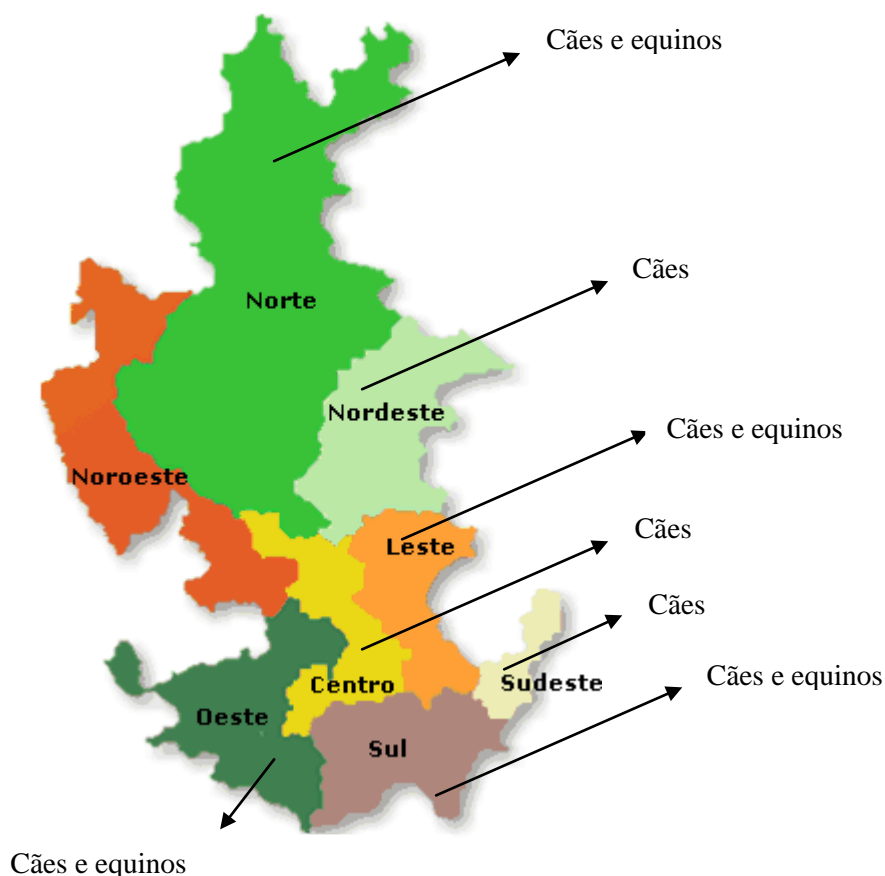 Cães e equinos
Cães
Norte
Nordeste
Cães e equinos
Noroeste
Cães
Leste
Cães
Cães e equinos
Sudeste
Centro
Oeste
Sul
Cães e equinos